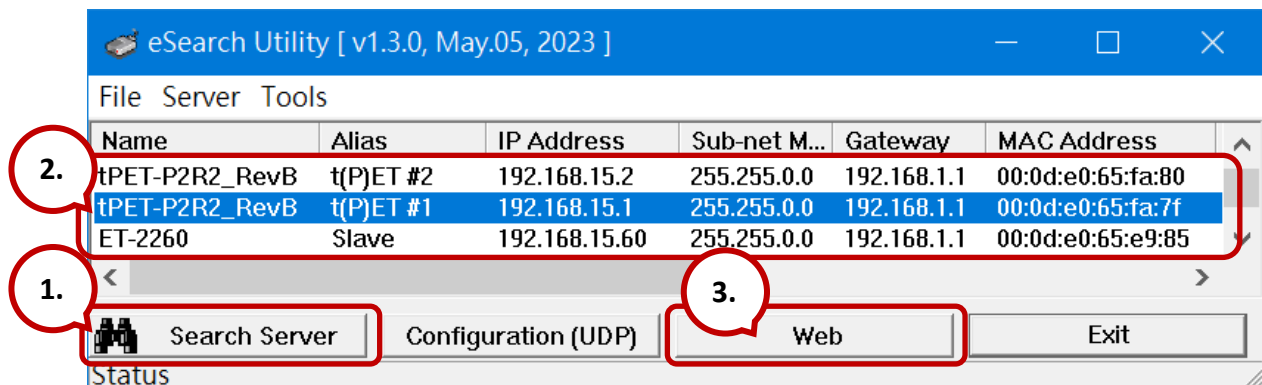 eSearch Utility [ v1.3.0, May.05, 2023 ]
File Server Tools
Name Alias IP Address Sub-net M... Gateway MAC Address
2.
tPET-P2R2_RevB t(P)ET #2 192.168.15.2 255.255.0.0 192.168.1.1 00:0d:e0:65:fa:80
tPET-P2R2_RevB t(P)ET #1 192.168.15.1 255.255.0.0 192.168.1.1 00:0d:e0:65:fa:7f
ET-2260 Slave 192.168.15.60 255.255.0.0 192.168.1.1 00:0d:e0:65:e9:85
1.
3.
Search Server Configuration (UDP) Web Exit
Status